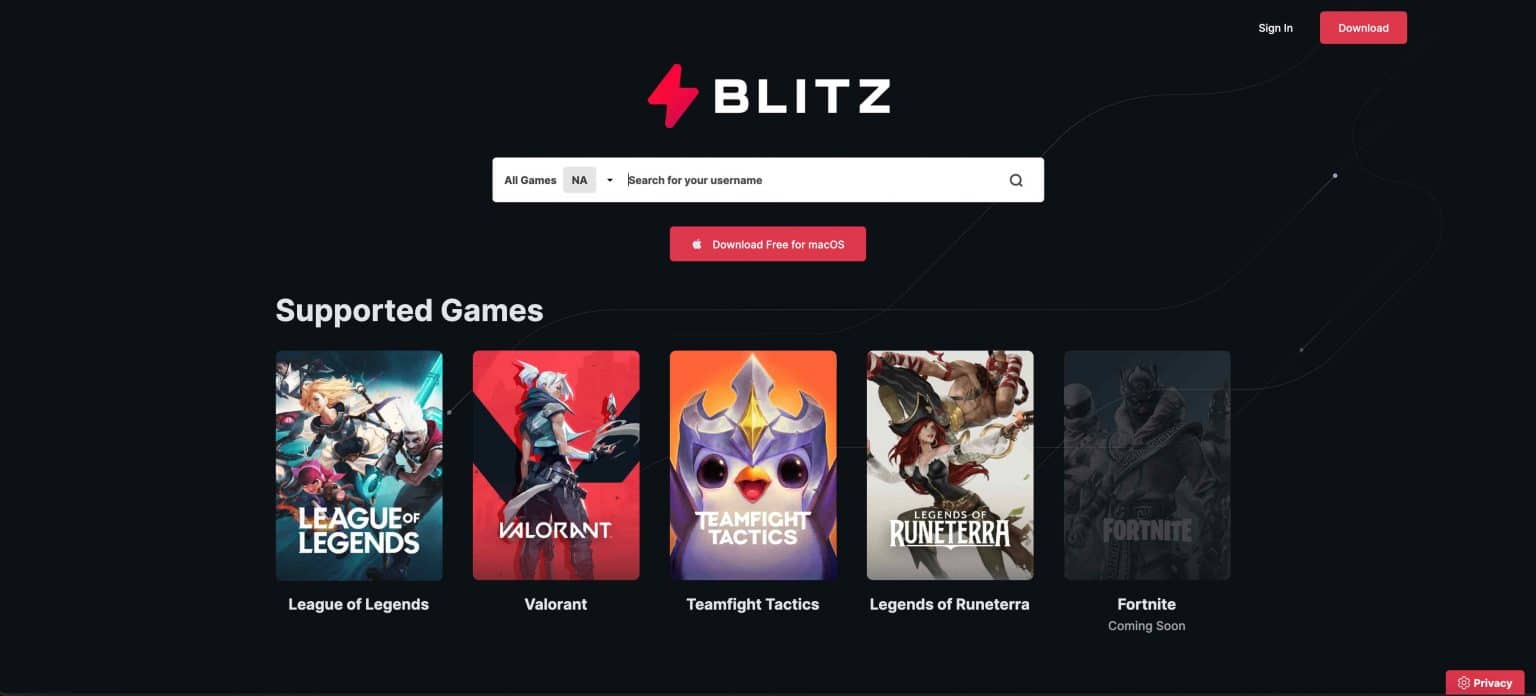 Sign In
Download
BLITZ
All Games NA Search for your username
Download Free for macOS
Supported Games
LEAGUE OF
LEGENDS
VALORANT
TEAMFIGHT
TACTICS
LEGENDS OF
RUNETERRA
FORTNITE
League of Legends
Valorant
Teamfight Tactics
Legends of Runeterra
Fortnite
Coming Soon
Privacy